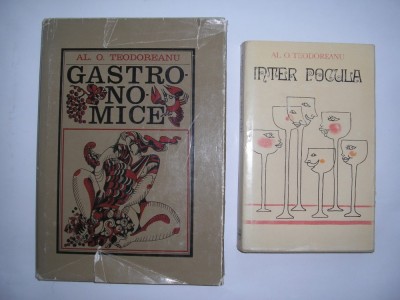 AL. O. TEODOREANU
GASTRO-
NO-
MICE
AL. O. TEODOREANU
INTER POCULA